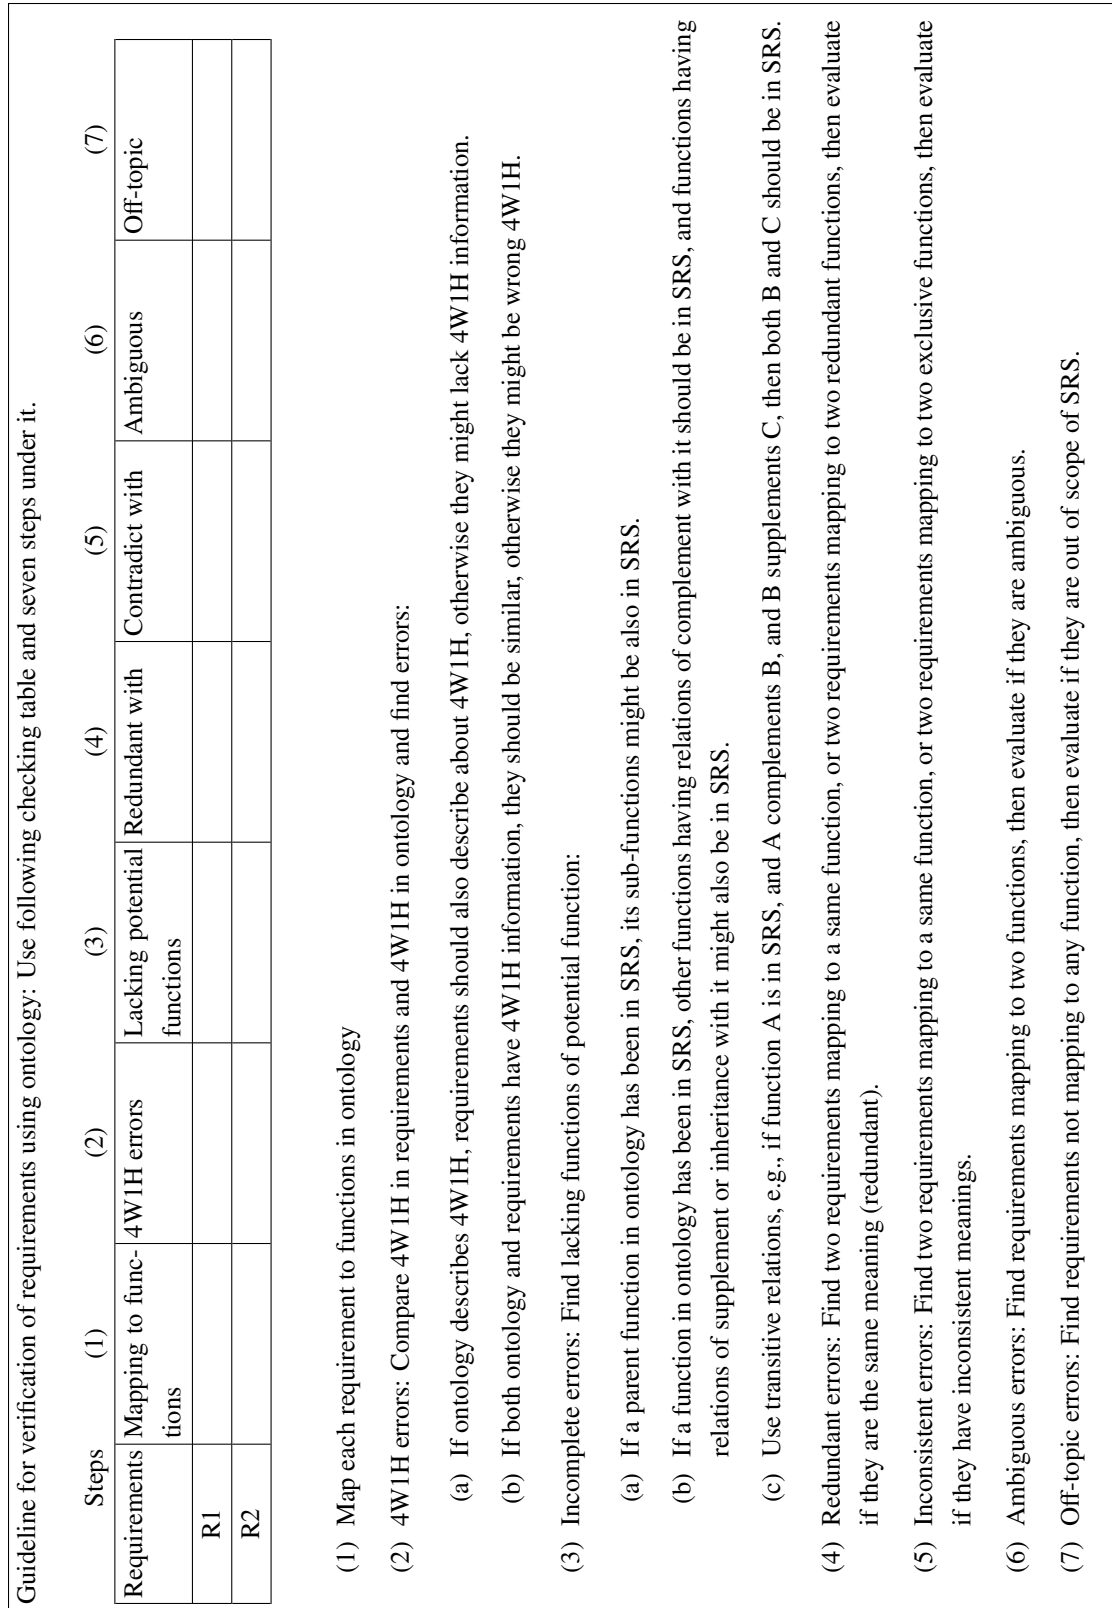 Guideline for verification of requirements using ontology: Use following checking table and seven steps under it.
Steps (1) (2) (3) (4) (5) (6) (7)
Requirements Mapping to func- 4W1H errors Lacking potential Redundant with Contradict with Ambiguous Off-topic
tions functions
R1
R2
(1) Map each requirement to functions in ontology
(2) 4W1H errors: Compare 4W1H in requirements and 4W1H in ontology and find errors:
(a) If ontology describes 4W1H, requirements should also describe about 4W1H, otherwise they might lack 4W1H information.
(b) If both ontology and requirements have 4W1H information, they should be similar, otherwise they might be wrong 4W1H.
(3) Incomplete errors: Find lacking functions of potential function:
(a) If a parent function in ontology has been in SRS, its sub-functions might be also in SRS.
(b) If a function in ontology has been in SRS, other functions having relations of complement with it should be in SRS, and functions having
relations of supplement or inheritance with it might also be in SRS.
(c) Use transitive relations, e.g., if function A is in SRS, and A complements B, and B supplements C, then both B and C should be in SRS.
(4) Redundant errors: Find two requirements mapping to a same function, or two requirements mapping to two redundant functions, then evaluate
if they are the same meaning (redundant).
(5) Inconsistent errors: Find two requirements mapping to a same function, or two requirements mapping to two exclusive functions, then evaluate
if they have inconsistent meanings.
(6) Ambiguous errors: Find requirements mapping to two functions, then evaluate if they are ambiguous.
(7) Off-topic errors: Find requirements not mapping to any function, then evaluate if they are out of scope of SRS.